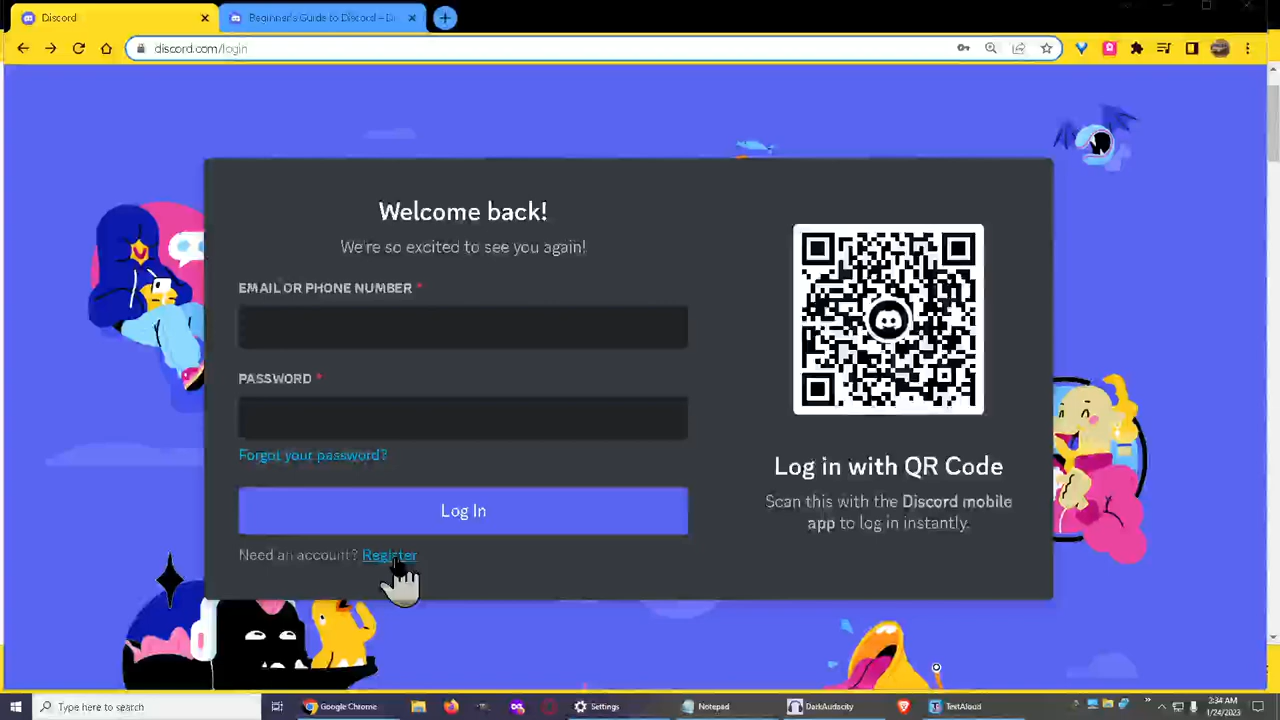 Discord
Beginner's Guide to Discord – Di
discord.com/login
Welcome back!
We're so excited to see you again!
EMAIL OR PHONE NUMBER *
PASSWORD *
Forgot your password?
Log In
Need an account? Register
Log in with QR Code
Scan this with the Discord mobile
app to log in instantly.
Type here to search
Google Chrome
Settings
Notepad
DarkAudacity
TextAloud
3:34 AM
1/24/2023